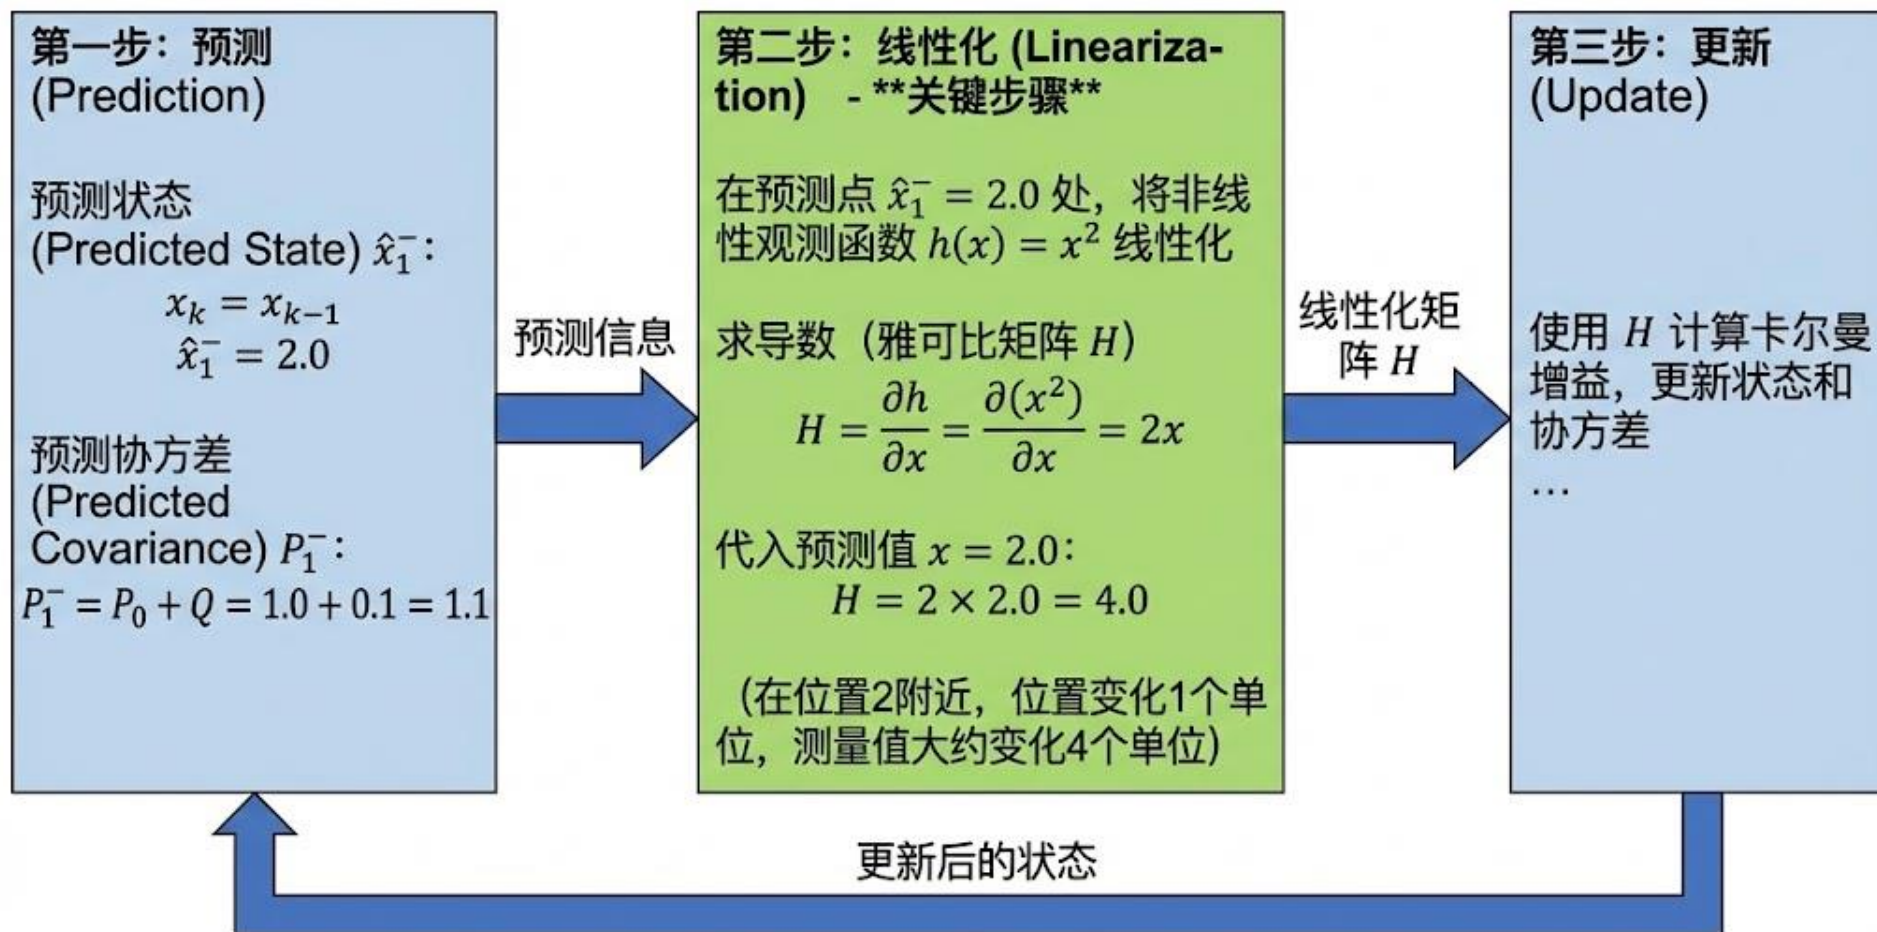 第一步：预测
(Prediction)
预测状态
(Predicted State) x̂₁⁻：
xₖ = xₖ₋₁
x̂₁⁻ = 2.0
预测协方差
(Predicted
Covariance) P₁⁻：
P₁⁻ = P₀ + Q = 1.0 + 0.1 = 1.1
预测信息
第二步：线性化 (Lineariza-
tion) - **关键步骤**
在预测点 x̂₁⁻ = 2.0 处，将非线
性观测函数 h(x) = x² 线性化
求导数（雅可比矩阵 H）
H = ∂h/∂x = ∂(x²)/∂x = 2x
代入预测值 x = 2.0：
H = 2 × 2.0 = 4.0
（在位置2附近，位置变化1个单
位，测量值大约变化4个单位）
线性化矩
阵 H
第三步：更新
(Update)
使用 H 计算卡尔曼
增益，更新状态和
协方差
…
更新后的状态